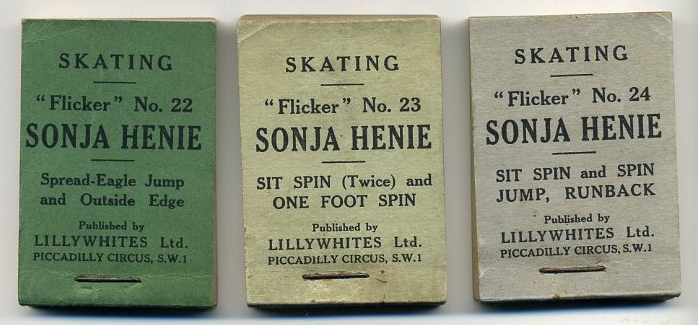 SKATING
"Flicker" No. 22
SONJA HENIE
Spread-Eagle Jump
and Outside Edge
Published by
LILLYWHITES Ltd.
PICCADILLY CIRCUS, S.W.1
SKATING
"Flicker" No. 23
SONJA HENIE
SIT SPIN (Twice) and
ONE FOOT SPIN
Published by
LILLYWHITES Ltd.
PICCADILLY CIRCUS, S.W.1
SKATING
"Flicker" No. 24
SONJA HENIE
SIT SPIN and SPIN
JUMP, RUNBACK
Published by
LILLYWHITES Ltd.
PICCADILLY CIRCUS, S.W.1